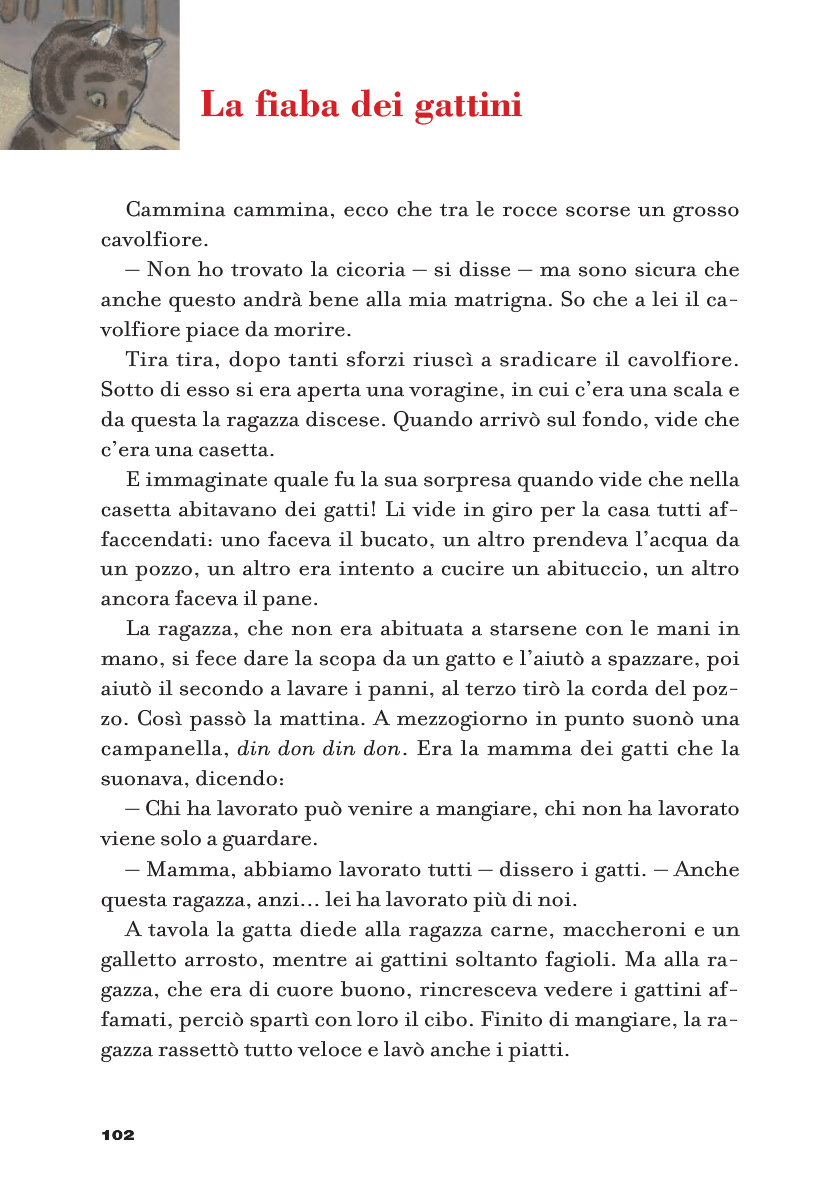 La fiaba dei gattini
Cammina cammina, ecco che tra le rocce scorse un grosso
cavolfiore.
– Non ho trovato la cicoria – si disse – ma sono sicura che
anche questo andrà bene alla mia matrigna. So che a lei il ca-
volfiore piace da morire.
Tira tira, dopo tanti sforzi riuscì a sradicare il cavolfiore.
Sotto di esso si era aperta una voragine, in cui c’era una scala e
da questa la ragazza discese. Quando arrivò sul fondo, vide che
c’era una casetta.
E immaginate quale fu la sua sorpresa quando vide che nella
casetta abitavano dei gatti! Li vide in giro per la casa tutti af-
faccendati: uno faceva il bucato, un altro prendeva l’acqua da
un pozzo, un altro era intento a cucire un abituccio, un altro
ancora faceva il pane.
La ragazza, che non era abituata a starsene con le mani in
mano, si fece dare la scopa da un gatto e l’aiutò a spazzare, poi
aiutò il secondo a lavare i panni, al terzo tirò la corda del poz-
zo. Così passò la mattina. A mezzogiorno in punto suonò una
campanella, din don din don. Era la mamma dei gatti che la
suonava, dicendo:
– Chi ha lavorato può venire a mangiare, chi non ha lavorato
viene solo a guardare.
– Mamma, abbiamo lavorato tutti – dissero i gatti. – Anche
questa ragazza, anzi... lei ha lavorato più di noi.
A tavola la gatta diede alla ragazza carne, maccheroni e un
galletto arrosto, mentre ai gattini soltanto fagioli. Ma alla ra-
gazza, che era di cuore buono, rincresceva vedere i gattini af-
famati, perciò spartì con loro il cibo. Finito di mangiare, la ra-
gazza rassettò tutto veloce e lavò anche i piatti.
102